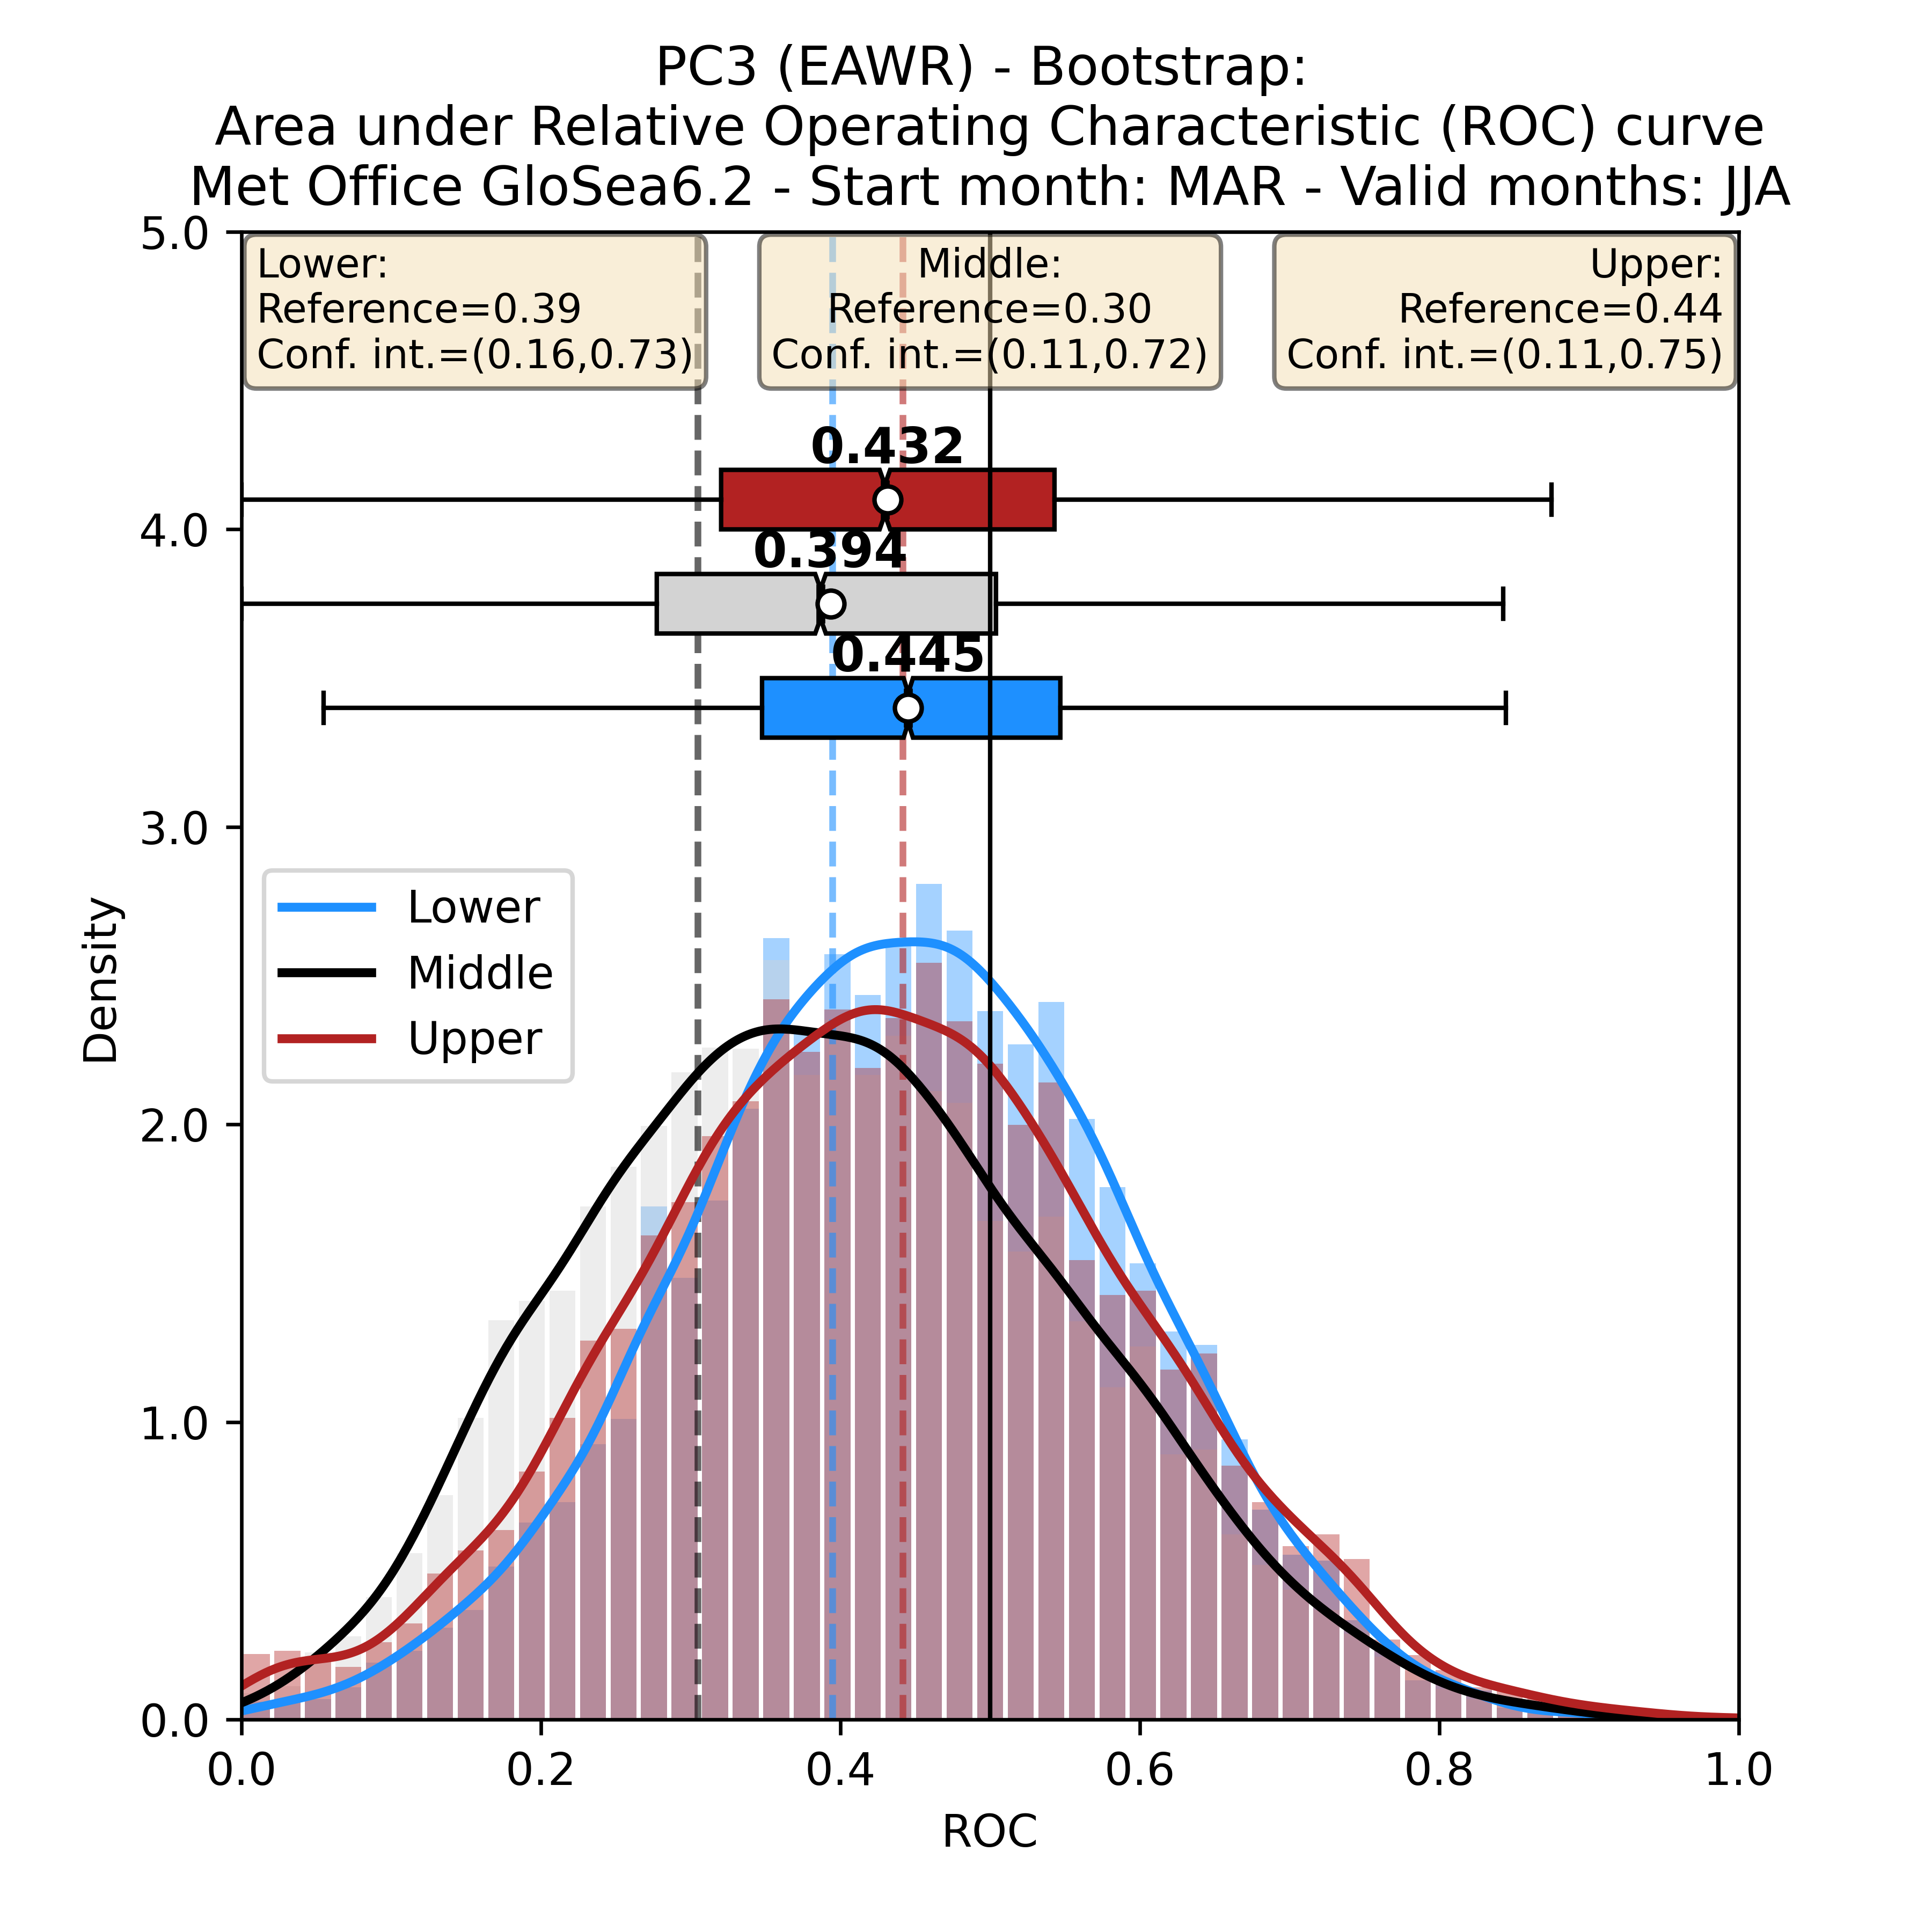 PC3 (EAWR) - Bootstrap:
Area under Relative Operating Characteristic (ROC) curve
Met Office GloSea6.2 - Start month: MAR - Valid months: JJA
Lower:
Reference=0.39
Conf. int.=(0.16,0.73)
Middle:
Reference=0.30
Conf. int.=(0.11,0.72)
Upper:
Reference=0.44
Conf. int.=(0.11,0.75)
0.432
0.394
0.445
Lower
Middle
Upper
Density
5.0
4.0
3.0
2.0
1.0
0.0
0.0 0.2 0.4 0.6 0.8 1.0
ROC